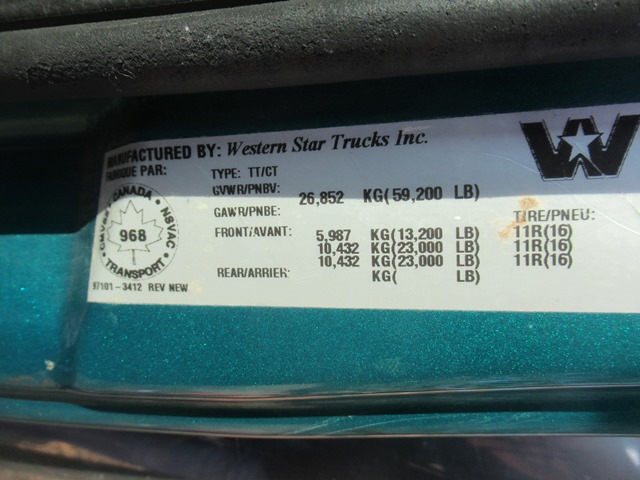 MANUFACTURED BY: Western Star Trucks Inc.
FABRIQUE PAR:
TYPE: TT/CT
GVWR/PNBV: 26,852 KG(59,200 LB)
GAWR/PNBE: TIRE/PNEU:
FRONT/AVANT: 5,987 KG(13,200 LB) 11R(16)
10,432 KG(23,000 LB) 11R(16)
10,432 KG(23,000 LB) 11R(16)
REAR/ARRIER: KG( LB)
CANADA
NSVAC
968
TRANSPORT
97101-3412 REV NEW
W